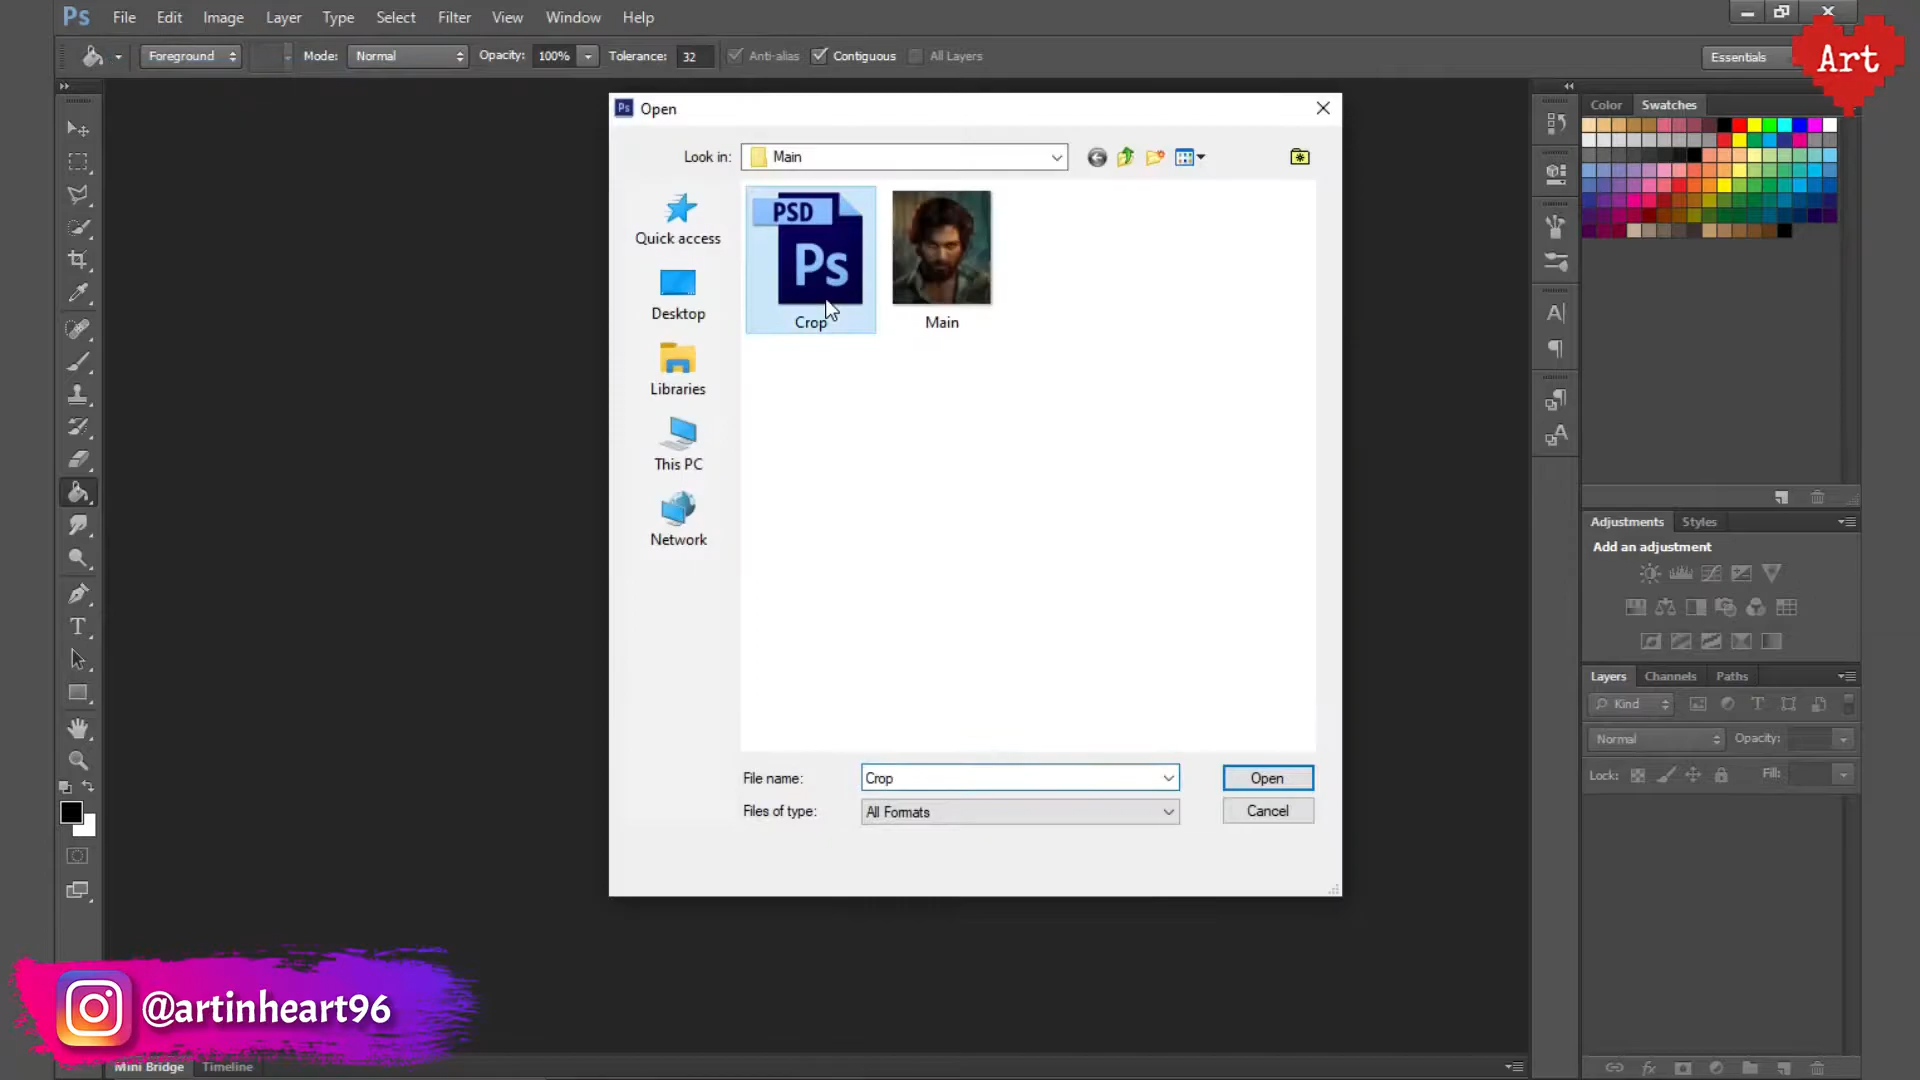 Ps File Edit Image Layer Type Select Filter View Window Help
Foreground Mode: Normal Opacity: 100% Tolerance: 32 Anti-alias Contiguous All Layers Essentials
Art
Color Swatches
Ps Open
Look in: Main
Quick access
Desktop
Libraries
This PC
Network
PSD
Ps
Crop
Main
File name: Crop Open
Files of type: All Formats Cancel
Adjustments Styles
Add an adjustment
Layers Channels Paths
Kind
Normal Opacity:
Lock: Fill:
@artinheart96
Mini Bridge Timeline